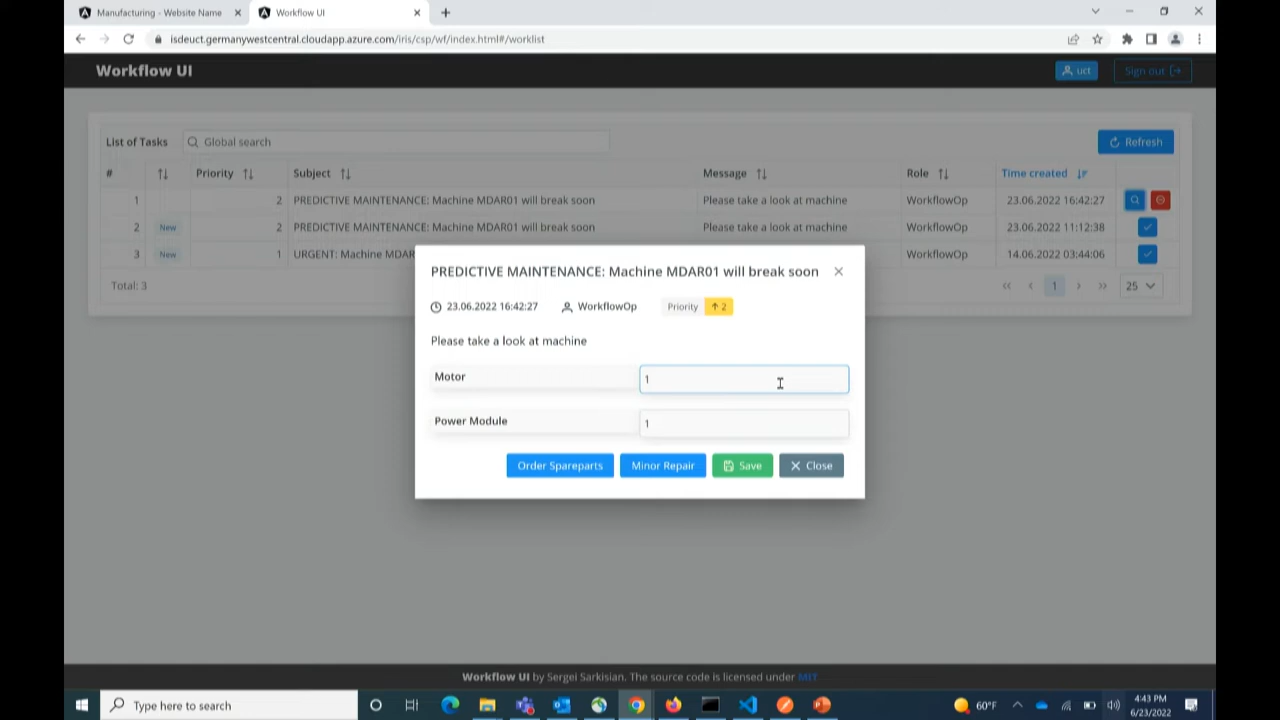 Manufacturing - Website Name
Workflow UI
isdeuct.germanywestcentral.cloudapp.azure.com/iris/csp/wf/index.html#/worklist
Workflow UI
uct
Sign out
List of Tasks
Global search
Refresh
# Priority Subject Message Role Time created
1 2 PREDICTIVE MAINTENANCE: Machine MDAR01 will break soon Please take a look at machine WorkflowOp 23.06.2022 16:42:27
2 New 2 PREDICTIVE MAINTENANCE: Machine MDAR01 will break soon Please take a look at machine WorkflowOp 23.06.2022 11:12:38
3 New 1 URGENT: Machine MDAR WorkflowOp 14.06.2022 03:44:06
Total: 3
1
25
PREDICTIVE MAINTENANCE: Machine MDAR01 will break soon
23.06.2022 16:42:27 WorkflowOp Priority 2
Please take a look at machine
Motor 1
Power Module 1
Order Spareparts Minor Repair Save Close
Workflow UI by Sergei Sarkisian. The source code is licensed under MIT
Type here to search
60°F
4:43 PM
6/23/2022